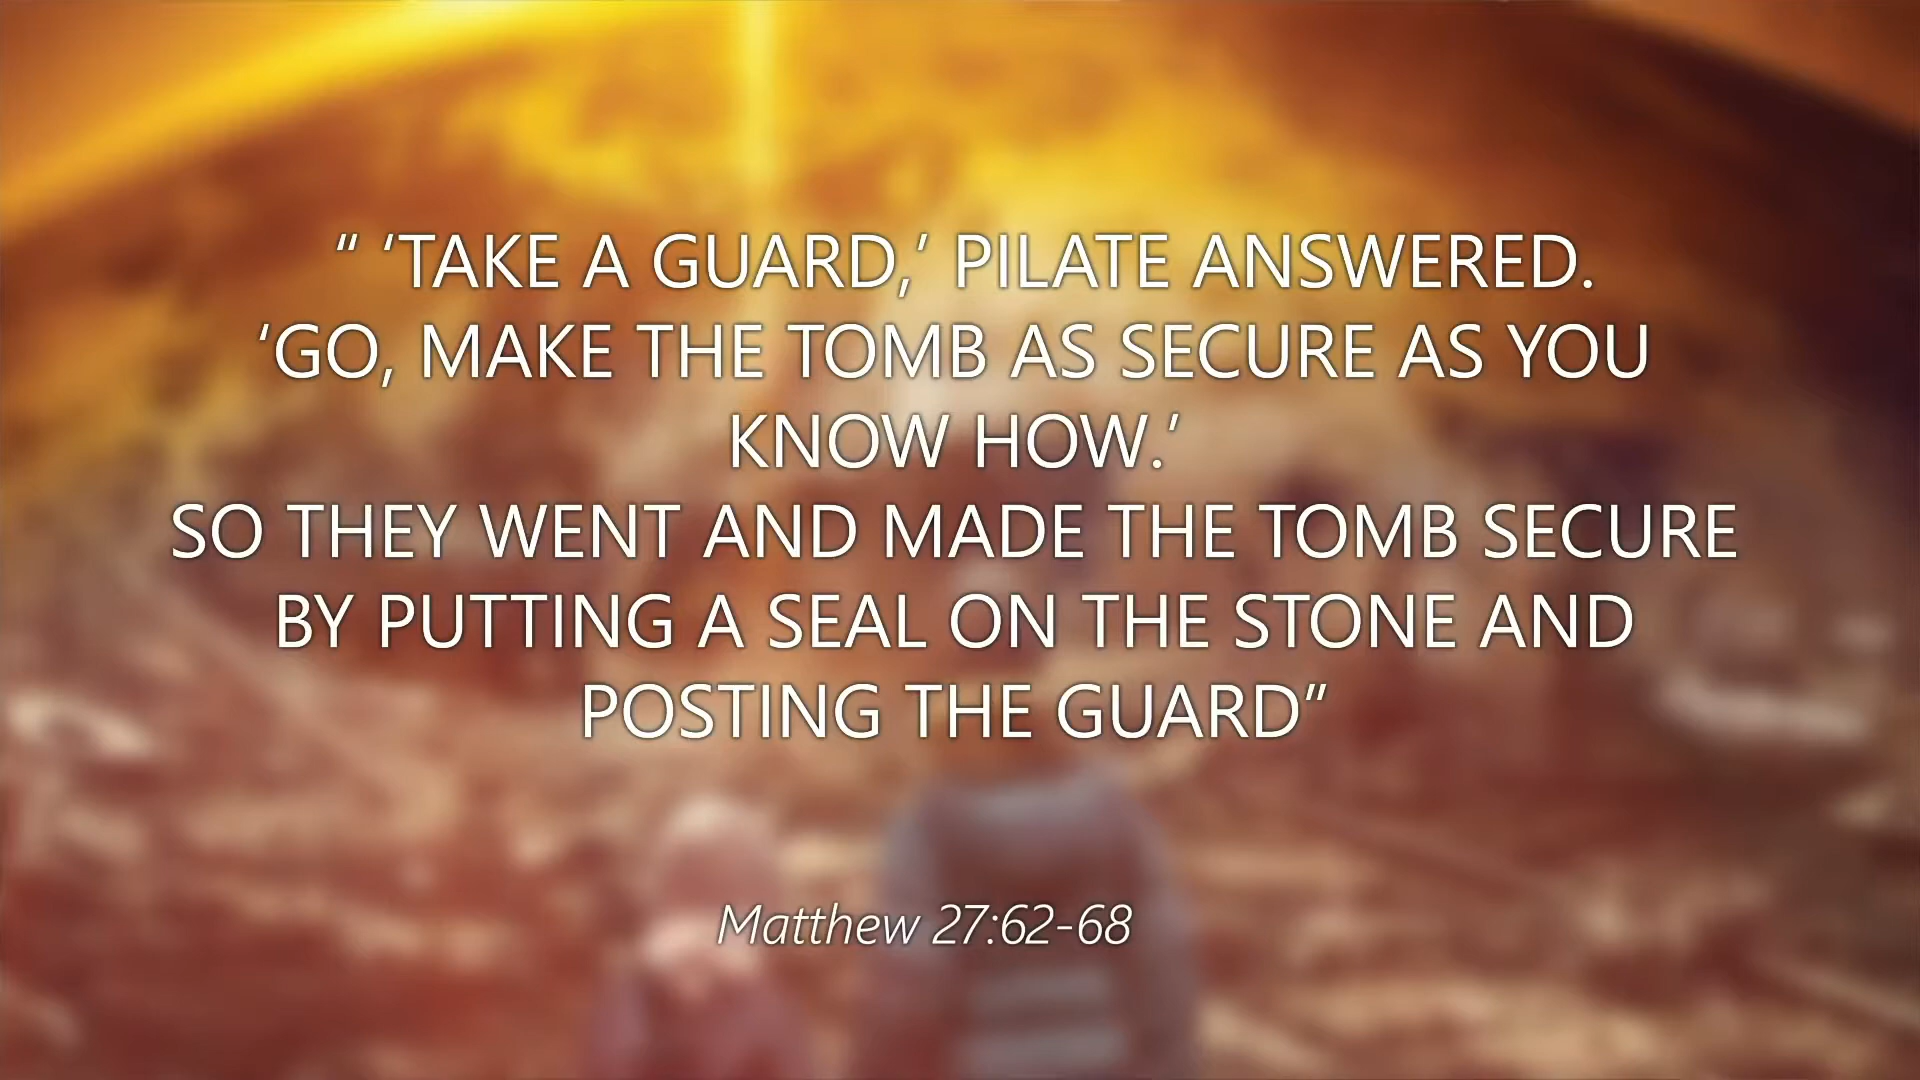 “ ‘TAKE A GUARD,’ PILATE ANSWERED.
‘GO, MAKE THE TOMB AS SECURE AS YOU
KNOW HOW.’
SO THEY WENT AND MADE THE TOMB SECURE
BY PUTTING A SEAL ON THE STONE AND
POSTING THE GUARD”
Matthew 27:62-68